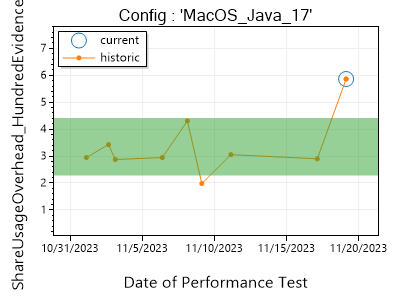 Config : 'MacOS_Java_17'
current
historic
ShareUsageOverhead_HundredEvidence
7
6
5
4
3
2
1
10/31/2023
11/5/2023
11/10/2023
11/15/2023
11/20/2023
Date of Performance Test